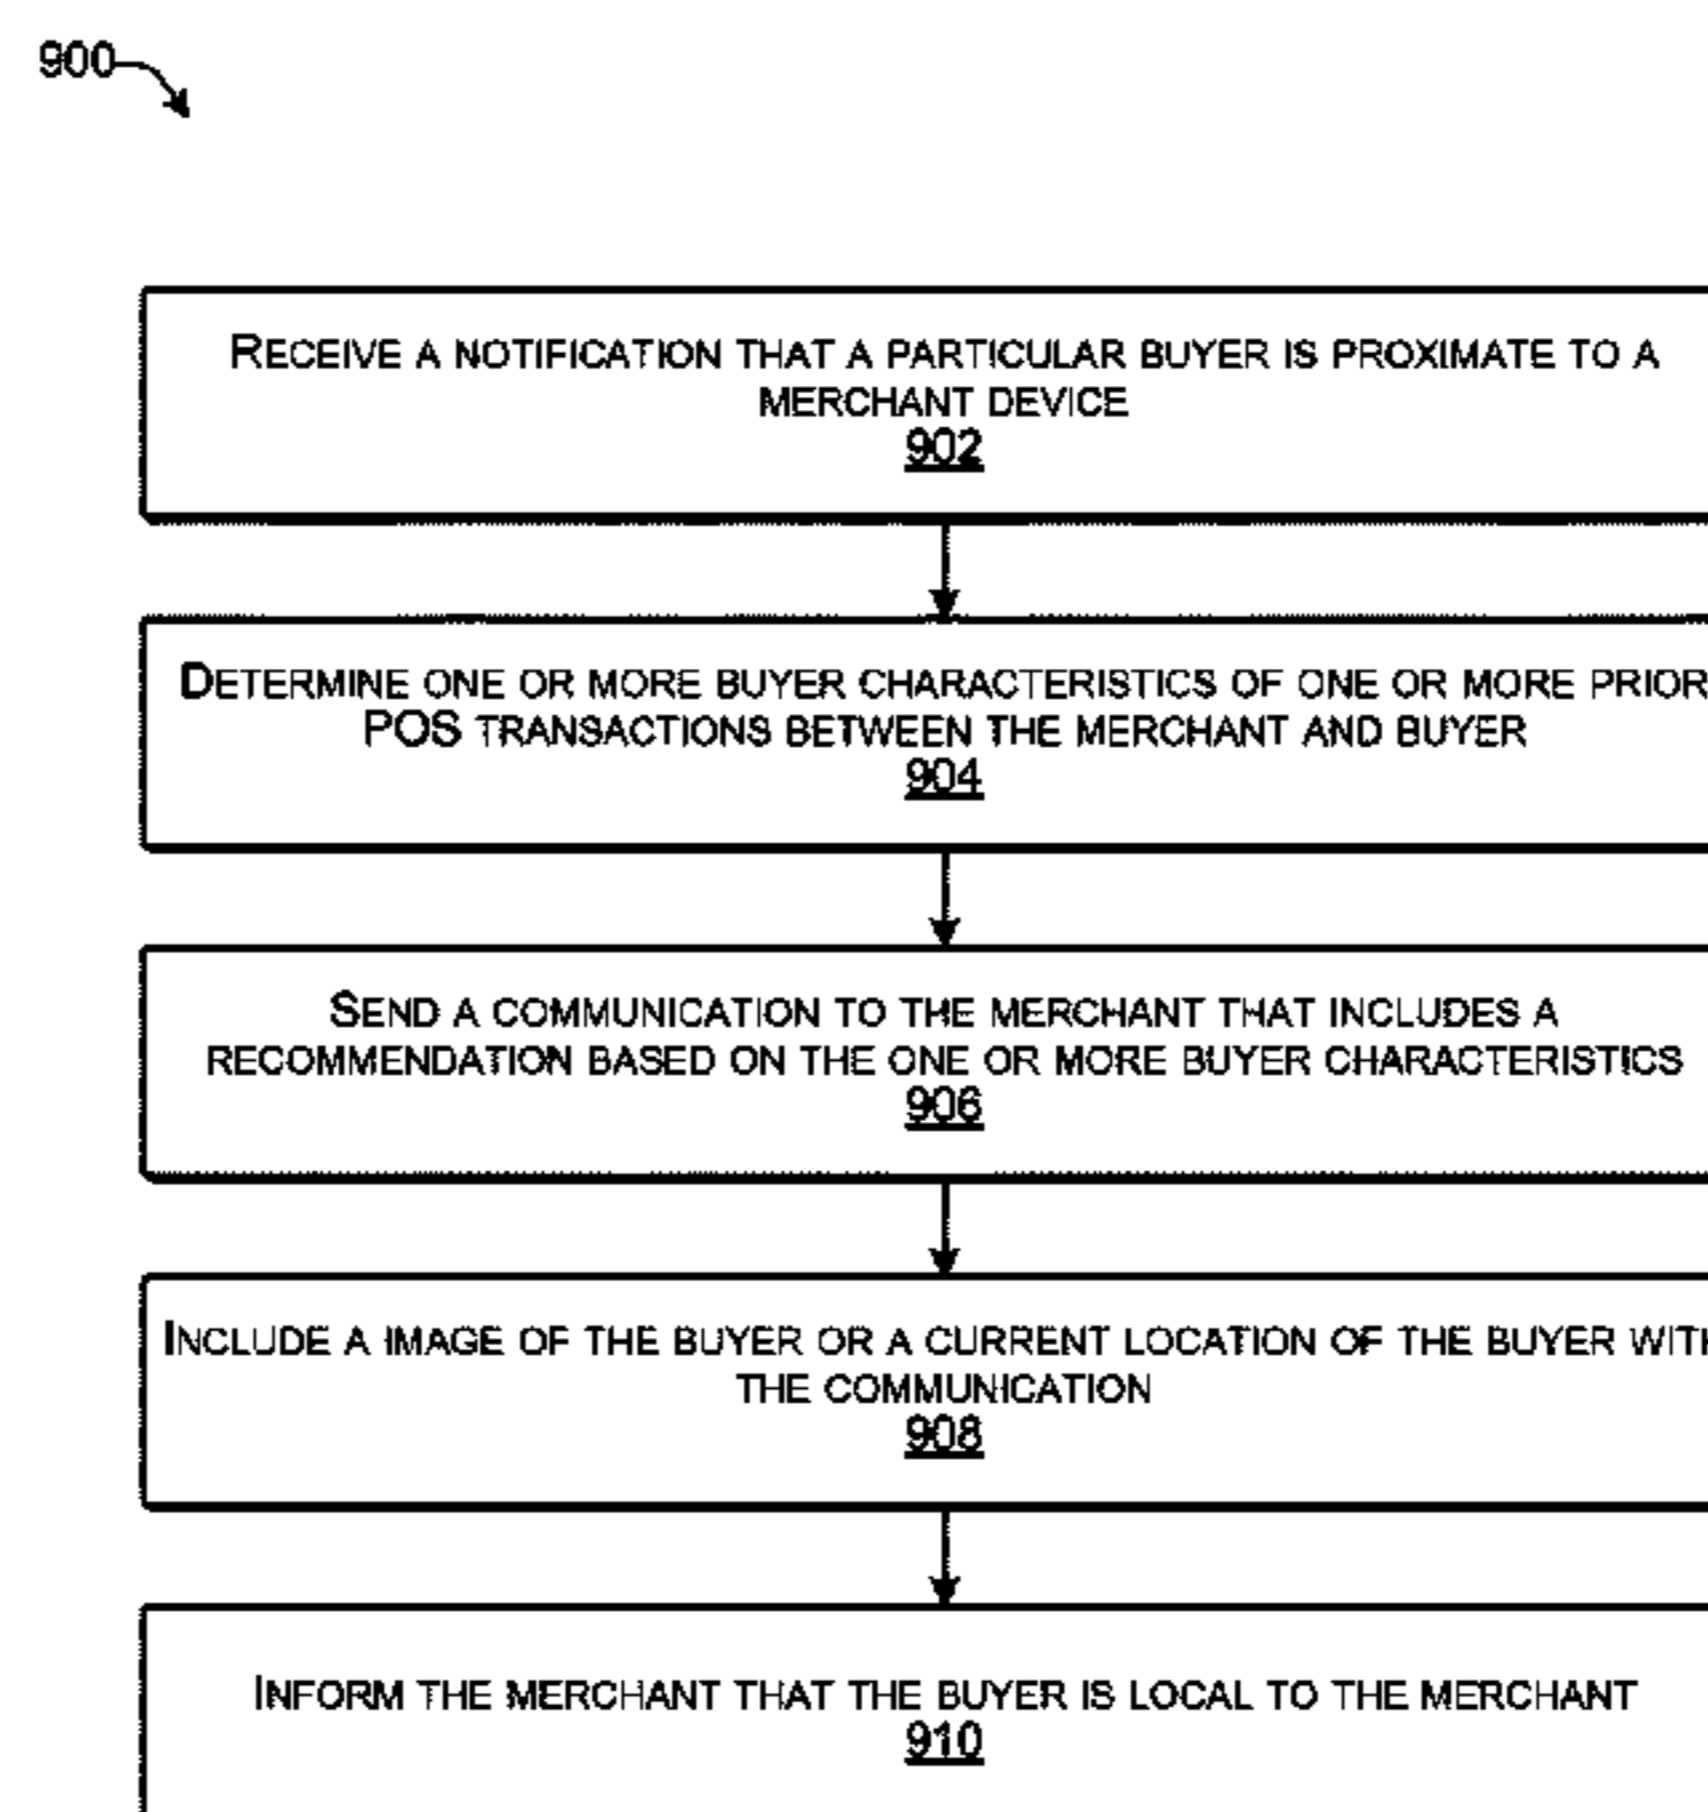 900
RECEIVE A NOTIFICATION THAT A PARTICULAR BUYER IS PROXIMATE TO A
MERCHANT DEVICE
902
DETERMINE ONE OR MORE BUYER CHARACTERISTICS OF ONE OR MORE PRIOR
POS TRANSACTIONS BETWEEN THE MERCHANT AND BUYER
904
SEND A COMMUNICATION TO THE MERCHANT THAT INCLUDES A
RECOMMENDATION BASED ON THE ONE OR MORE BUYER CHARACTERISTICS
906
INCLUDE A IMAGE OF THE BUYER OR A CURRENT LOCATION OF THE BUYER WITH
THE COMMUNICATION
908
INFORM THE MERCHANT THAT THE BUYER IS LOCAL TO THE MERCHANT
910